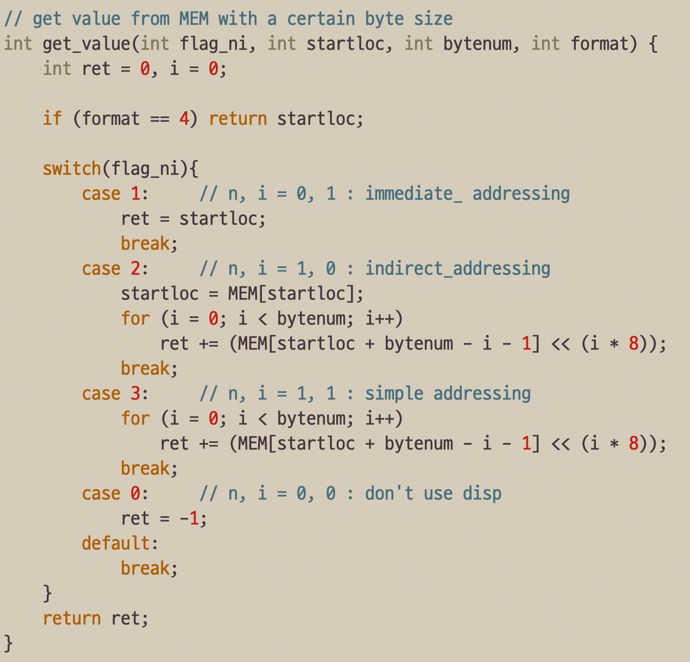 // get value from MEM with a certain byte size
int get_value(int flag_ni, int startloc, int bytenum, int format) {
    int ret = 0, i = 0;

    if (format == 4) return startloc;

    switch(flag_ni){
        case 1:     // n, i = 0, 1 : immediate_ addressing
            ret = startloc;
            break;
        case 2:     // n, i = 1, 0 : indirect_addressing
            startloc = MEM[startloc];
            for (i = 0; i < bytenum; i++)
                ret += (MEM[startloc + bytenum - i - 1] << (i * 8));
            break;
        case 3:     // n, i = 1, 1 : simple addressing
            for (i = 0; i < bytenum; i++)
                ret += (MEM[startloc + bytenum - i - 1] << (i * 8));
            break;
        case 0:     // n, i = 0, 0 : don't use disp
            ret = -1;
        default:
            break;
    }
    return ret;
}